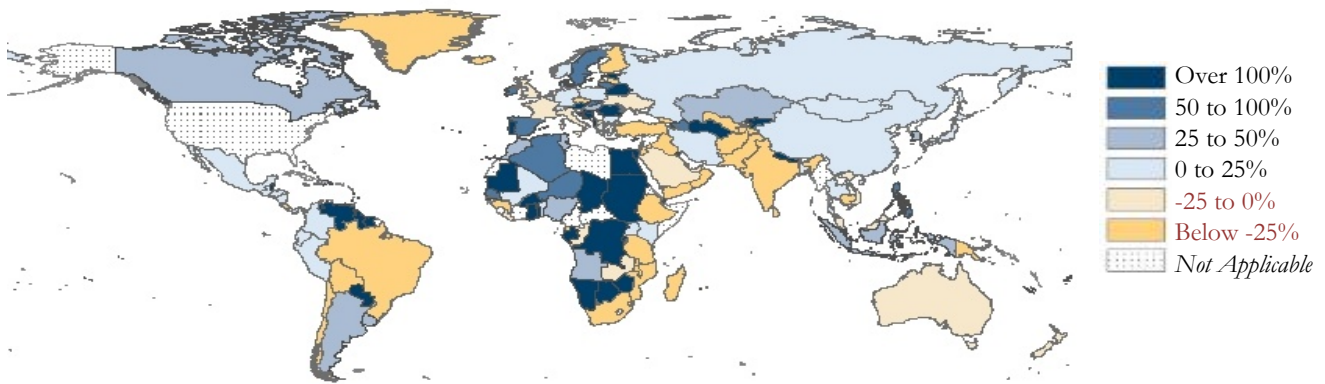 Over 100%
50 to 100%
25 to 50%
0 to 25%
-25 to 0%
Below -25%
Not Applicable